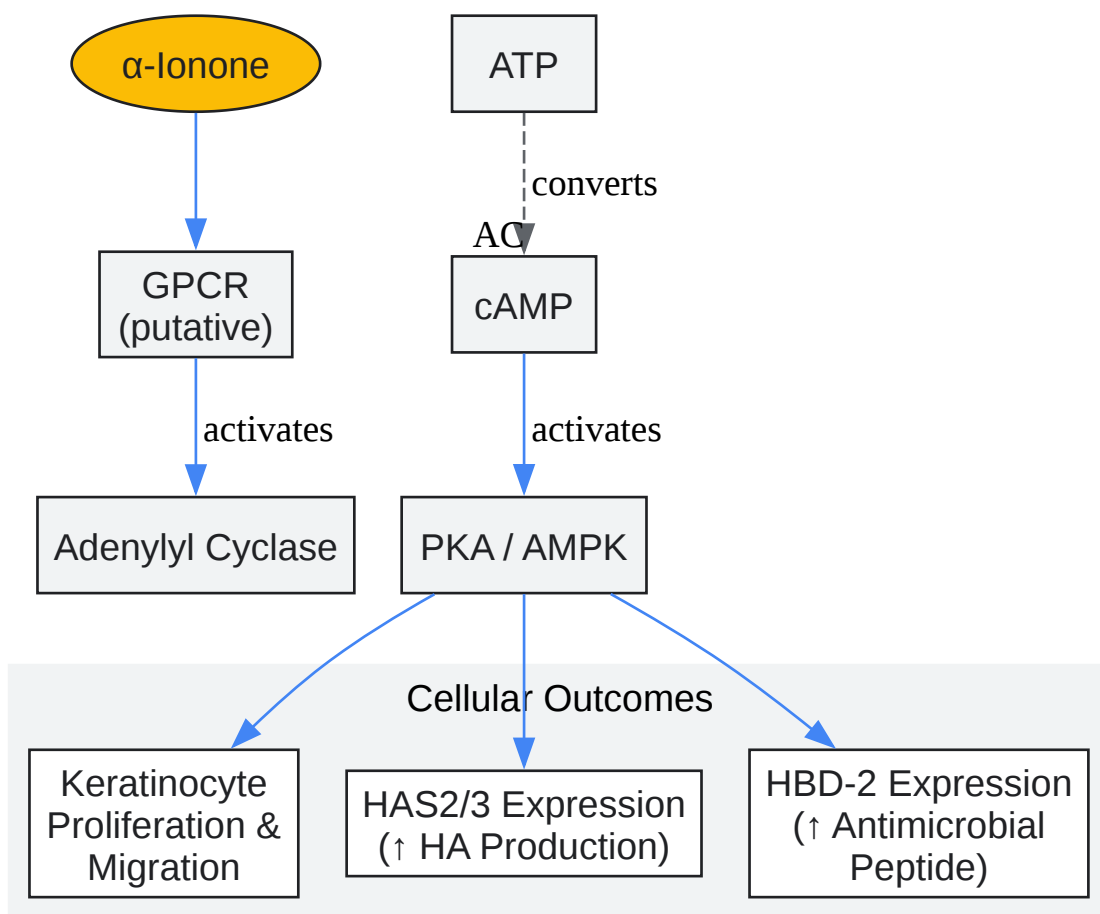 α-Ionone
ATP
converts
AC
GPCR
(putative)
cAMP
activates
activates
Adenylyl Cyclase
PKA / AMPK
Cellular Outcomes
Keratinocyte
Proliferation &
Migration
HAS2/3 Expression
(↑ HA Production)
HBD-2 Expression
(↑ Antimicrobial
Peptide)